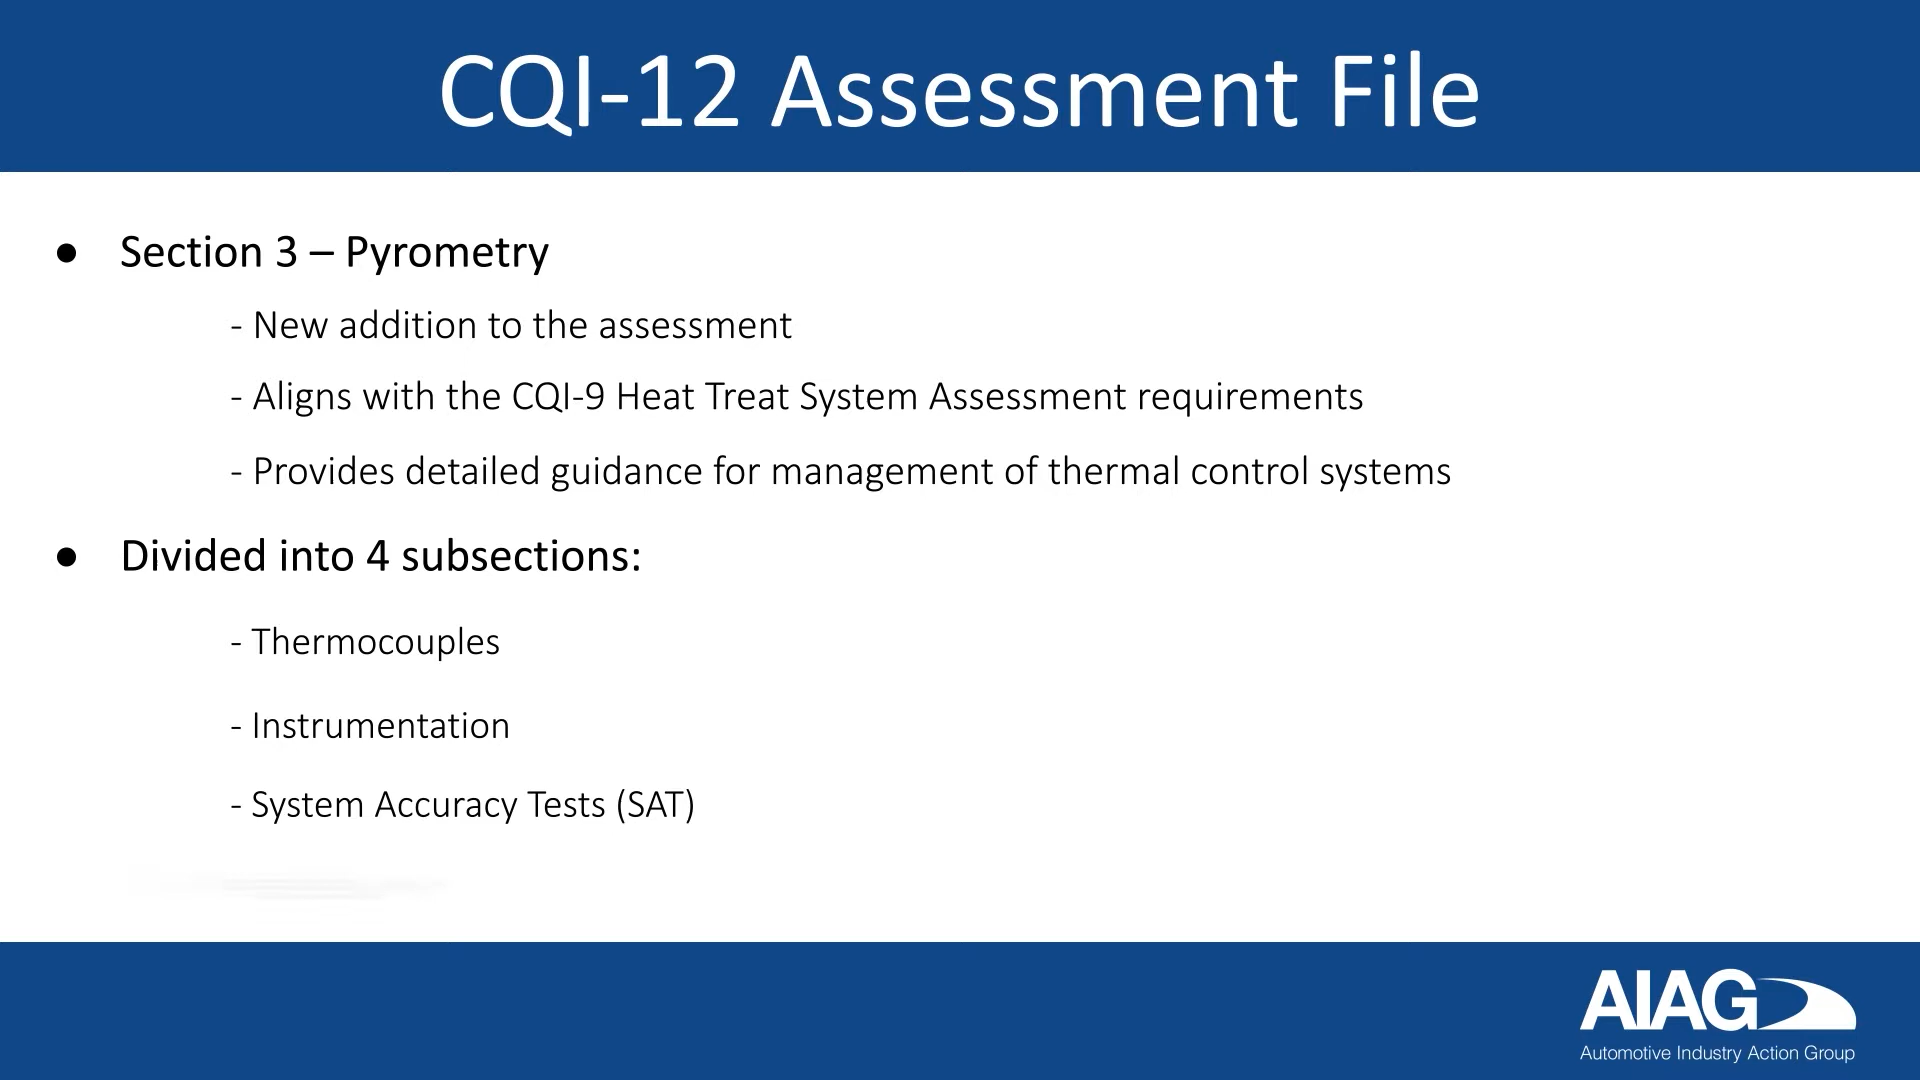 CQI-12 Assessment File
● Section 3 – Pyrometry
- New addition to the assessment
- Aligns with the CQI-9 Heat Treat System Assessment requirements
- Provides detailed guidance for management of thermal control systems
● Divided into 4 subsections:
- Thermocouples
- Instrumentation
- System Accuracy Tests (SAT)
AIAG
Automotive Industry Action Group